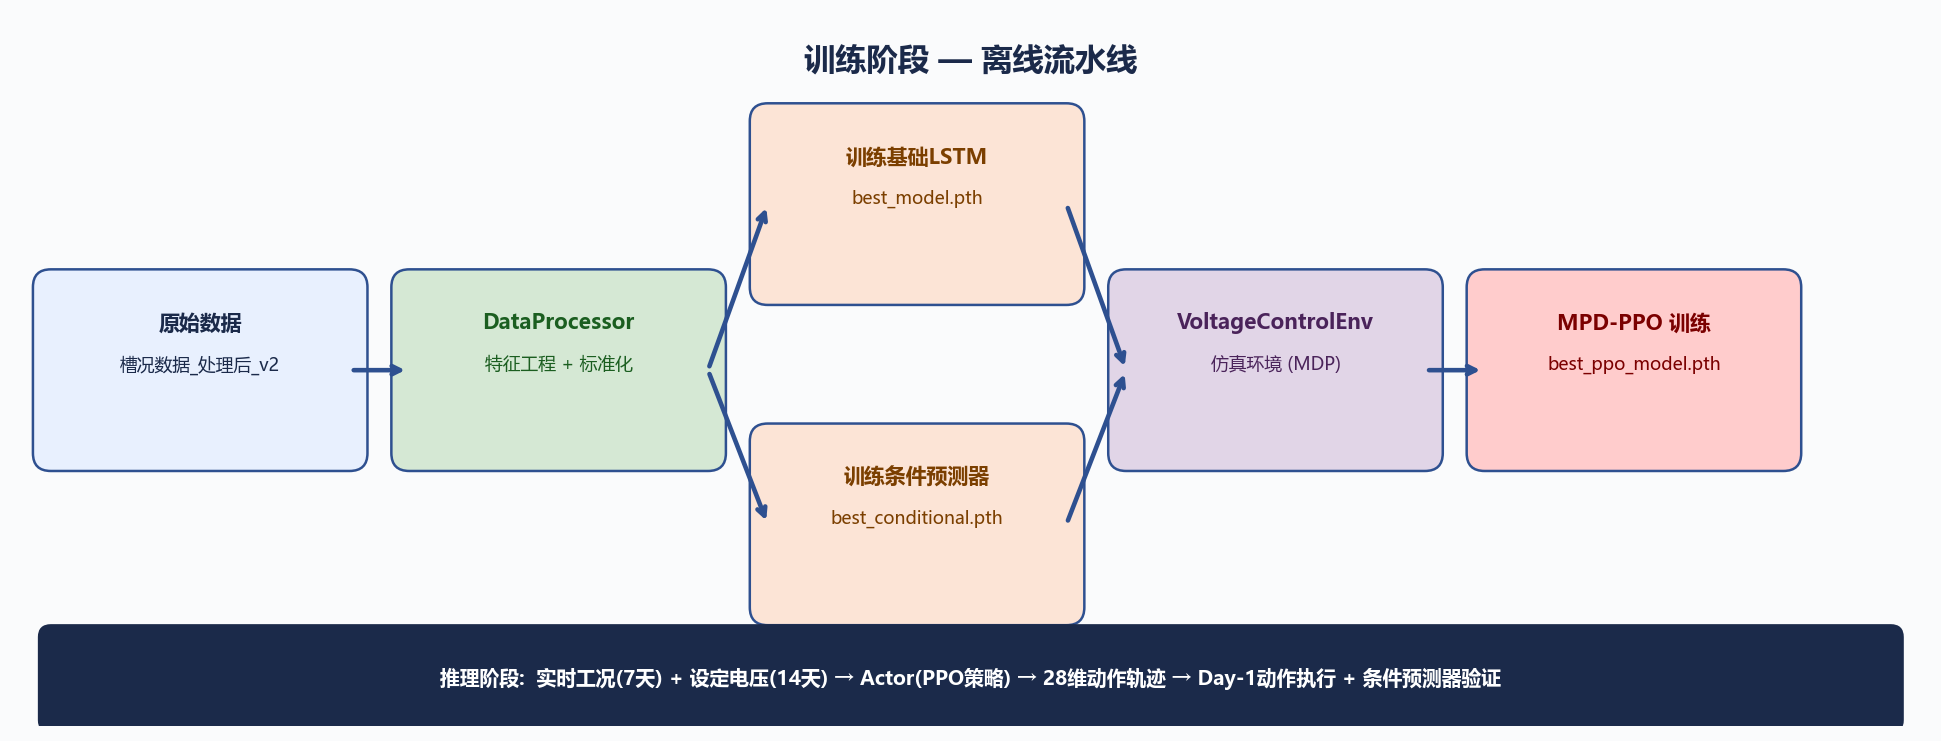 训练阶段 — 离线流水线
训练基础LSTM
best_model.pth
原始数据
槽况数据_处理后_v2
DataProcessor
特征工程 + 标准化
VoltageControlEnv
仿真环境 (MDP)
MPD-PPO 训练
best_ppo_model.pth
训练条件预测器
best_conditional.pth
推理阶段: 实时工况(7天) + 设定电压(14天) → Actor(PPO策略) → 28维动作轨迹 → Day-1动作执行 + 条件预测器验证